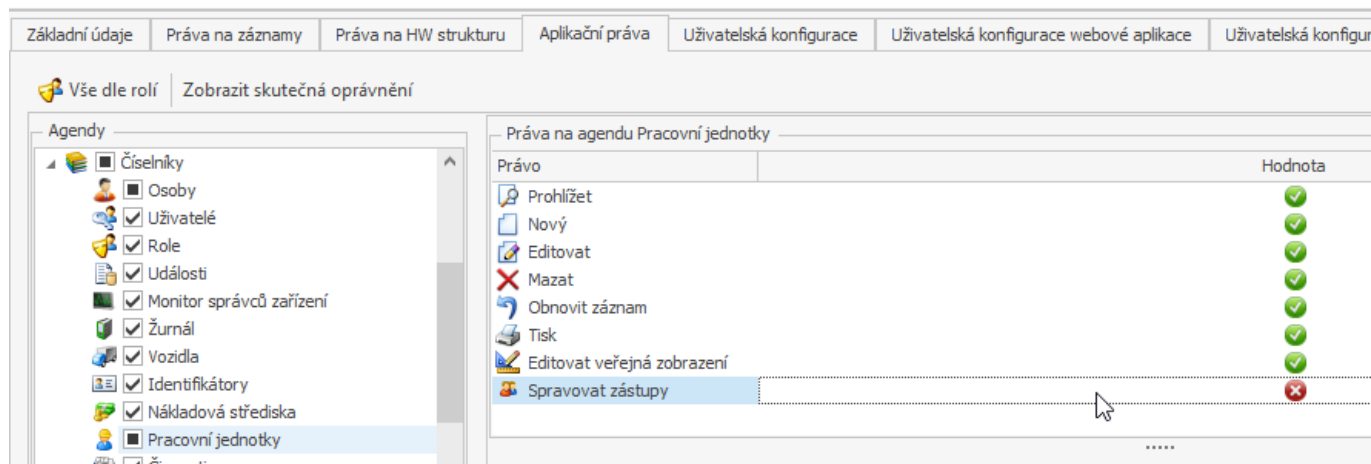 Základní údaje Práva na záznamy Práva na HW strukturu Aplikační práva Uživatelská konfigurace Uživatelská konfigurace webové aplikace Uživatelská konfigur
Vše dle rolí Zobrazit skutečná oprávnění
Agendy
Číselníky
Osoby
Uživatelé
Role
Události
Monitor správců zařízení
Žurnál
Vozidla
Identifikátory
Nákladová střediska
Pracovní jednotky
Práva na agendu Pracovní jednotky
Právo Hodnota
Prohlížet
Nový
Editovat
Mazat
Obnovit záznam
Tisk
Editovat veřejná zobrazení
Spravovat zástupy